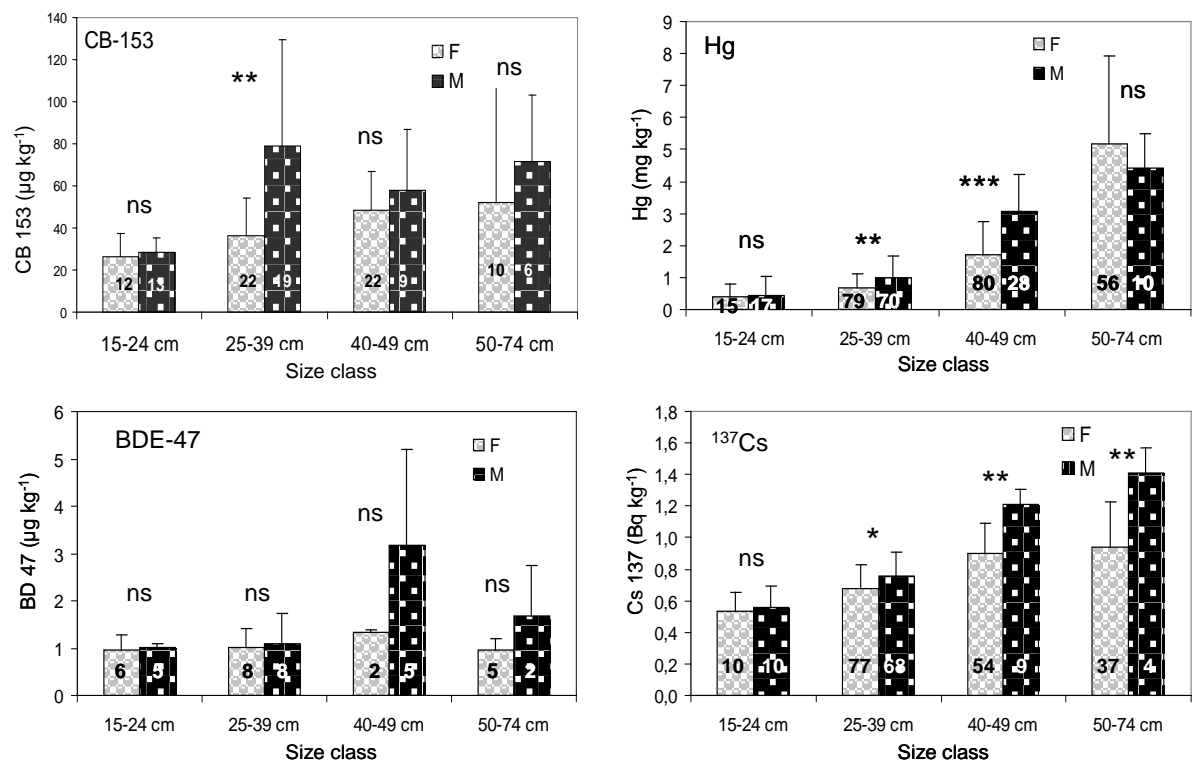 CB-153
F
M
CB 153 (µg kg-1)
140
120
100
80
60
40
20
0
ns
**
ns
ns
12 13 22 19 22 9 10 6
15-24 cm 25-39 cm 40-49 cm 50-74 cm
Size class
Hg
F
M
Hg (mg kg-1)
9
8
7
6
5
4
3
2
1
0
ns
**
***
ns
15 17 79 70 80 28 56 10
15-24 cm 25-39 cm 40-49 cm 50-74 cm
Size class
BDE-47
F
M
BD 47 (µg kg-1)
6
5
4
3
2
1
0
ns
ns
ns
ns
6 5 8 8 2 5 5 2
15-24 cm 25-39 cm 40-49 cm 50-74 cm
Size class
137Cs
F
M
Cs 137 (Bq kg-1)
1,8
1,6
1,4
1,2
1,0
0,8
0,6
0,4
0,2
0,0
ns
*
**
**
10 10 77 68 54 9 37 4
15-24 cm 25-39 cm 40-49 cm 50-74 cm
Size class